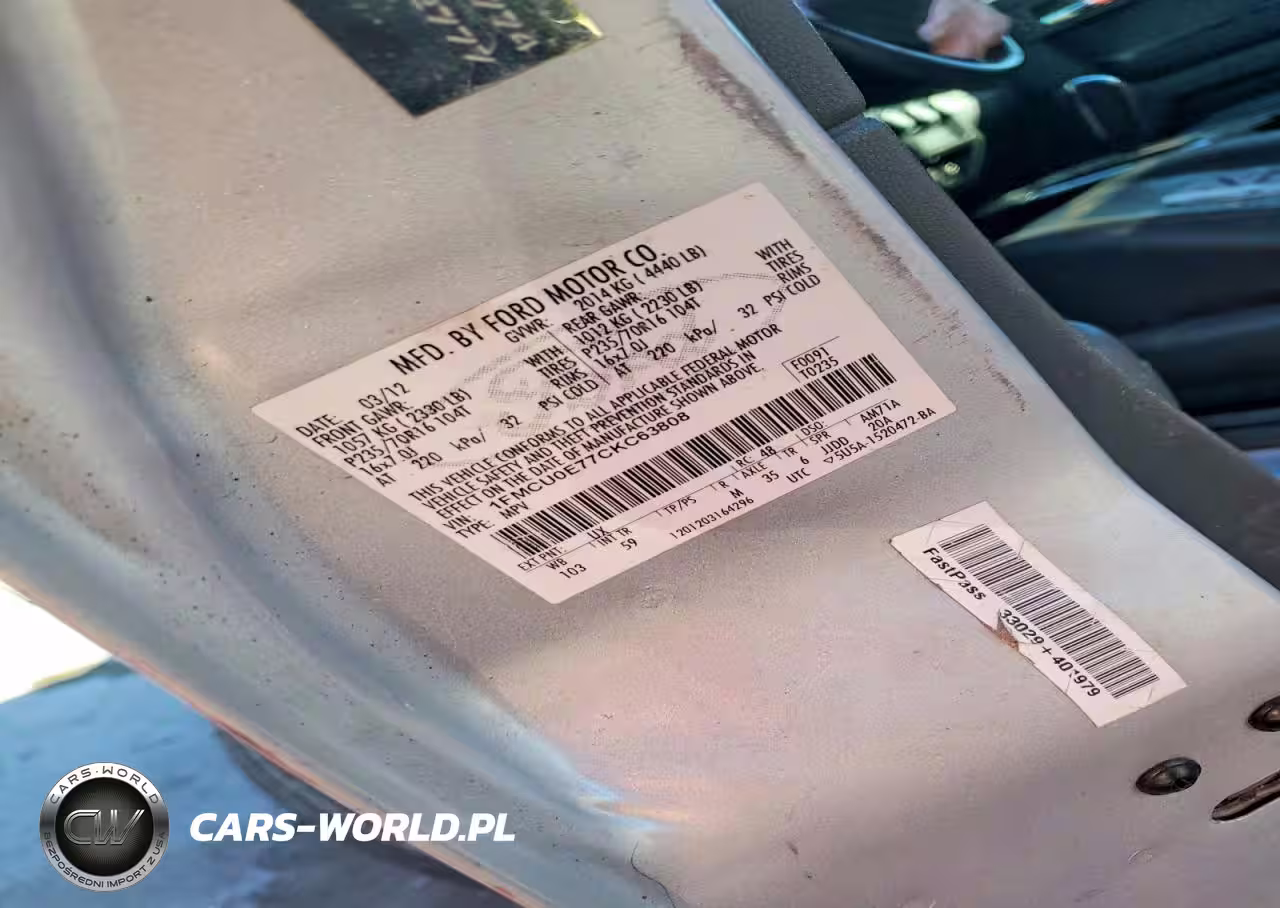 MFD. BY FORD MOTOR CO.
DATE: 03/12 GVWR: 2014 KG ( 4440 LB)
FRONT GAWR: REAR GAWR:
1057 KG ( 2330 LB) WITH 1012 KG ( 2230 LB) WITH
P235/70R16 104T TIRES P235/70R16 104T TIRES
16x7.0J RIMS 16x7.0J RIMS
AT 220 kPa/ 32 PSI COLD AT 220 kPa/ 32 PSI COLD
THIS VEHICLE CONFORMS TO ALL APPLICABLE FEDERAL MOTOR
VEHICLE SAFETY AND THEFT PREVENTION STANDARDS IN
EFFECT ON THE DATE OF MANUFACTURE SHOWN ABOVE.
VIN: 1FMCU0E77CKC63808 F0091
TYPE: MPV T0235
EXT PNT: UX RC: 48 DSO:
WB INT TR TP/PS R AXLE TR SPR AM71A
103 59 M 35 6 JJDD 20A
1201203164296 UTC ▽5U5A-1520472-BA
FastPass 33029+401979
CARS-WORLD
CW
BEZPOŚREDNI IMPORT Z USA
CARS-WORLD.PL